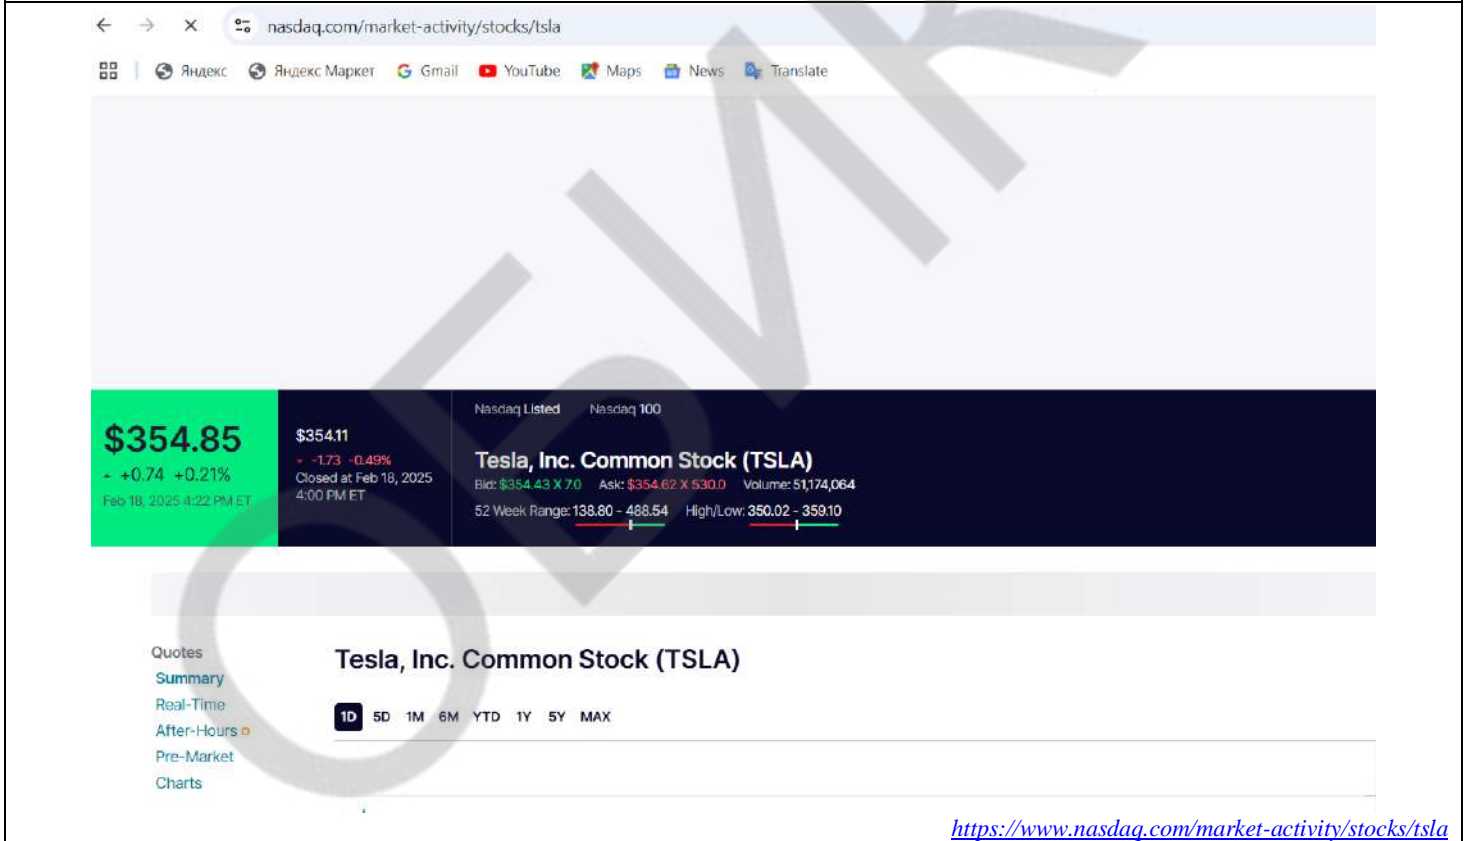 nasdaq.com/market-activity/stocks/tsla
Яндекс Яндекс Маркет Gmail YouTube Maps News Translate
ОБИК
Nasdaq Listed Nasdaq 100
$354.85
+0.74 +0.21%
Feb 18, 2025 4:22 PM ET
$354.11
-1.73 -0.49%
Closed at Feb 18, 2025
4:00 PM ET
Tesla, Inc. Common Stock (TSLA)
Bid: $354.43 X 7.0 Ask: $354.62 X 530.0 Volume: 51,174,064
52 Week Range: 138.80 - 488.54 High/Low: 350.02 - 359.10
Quotes
Summary
Real-Time
After-Hours
Pre-Market
Charts
Tesla, Inc. Common Stock (TSLA)
1D 5D 1M 6M YTD 1Y 5Y MAX
https://www.nasdaq.com/market-activity/stocks/tsla